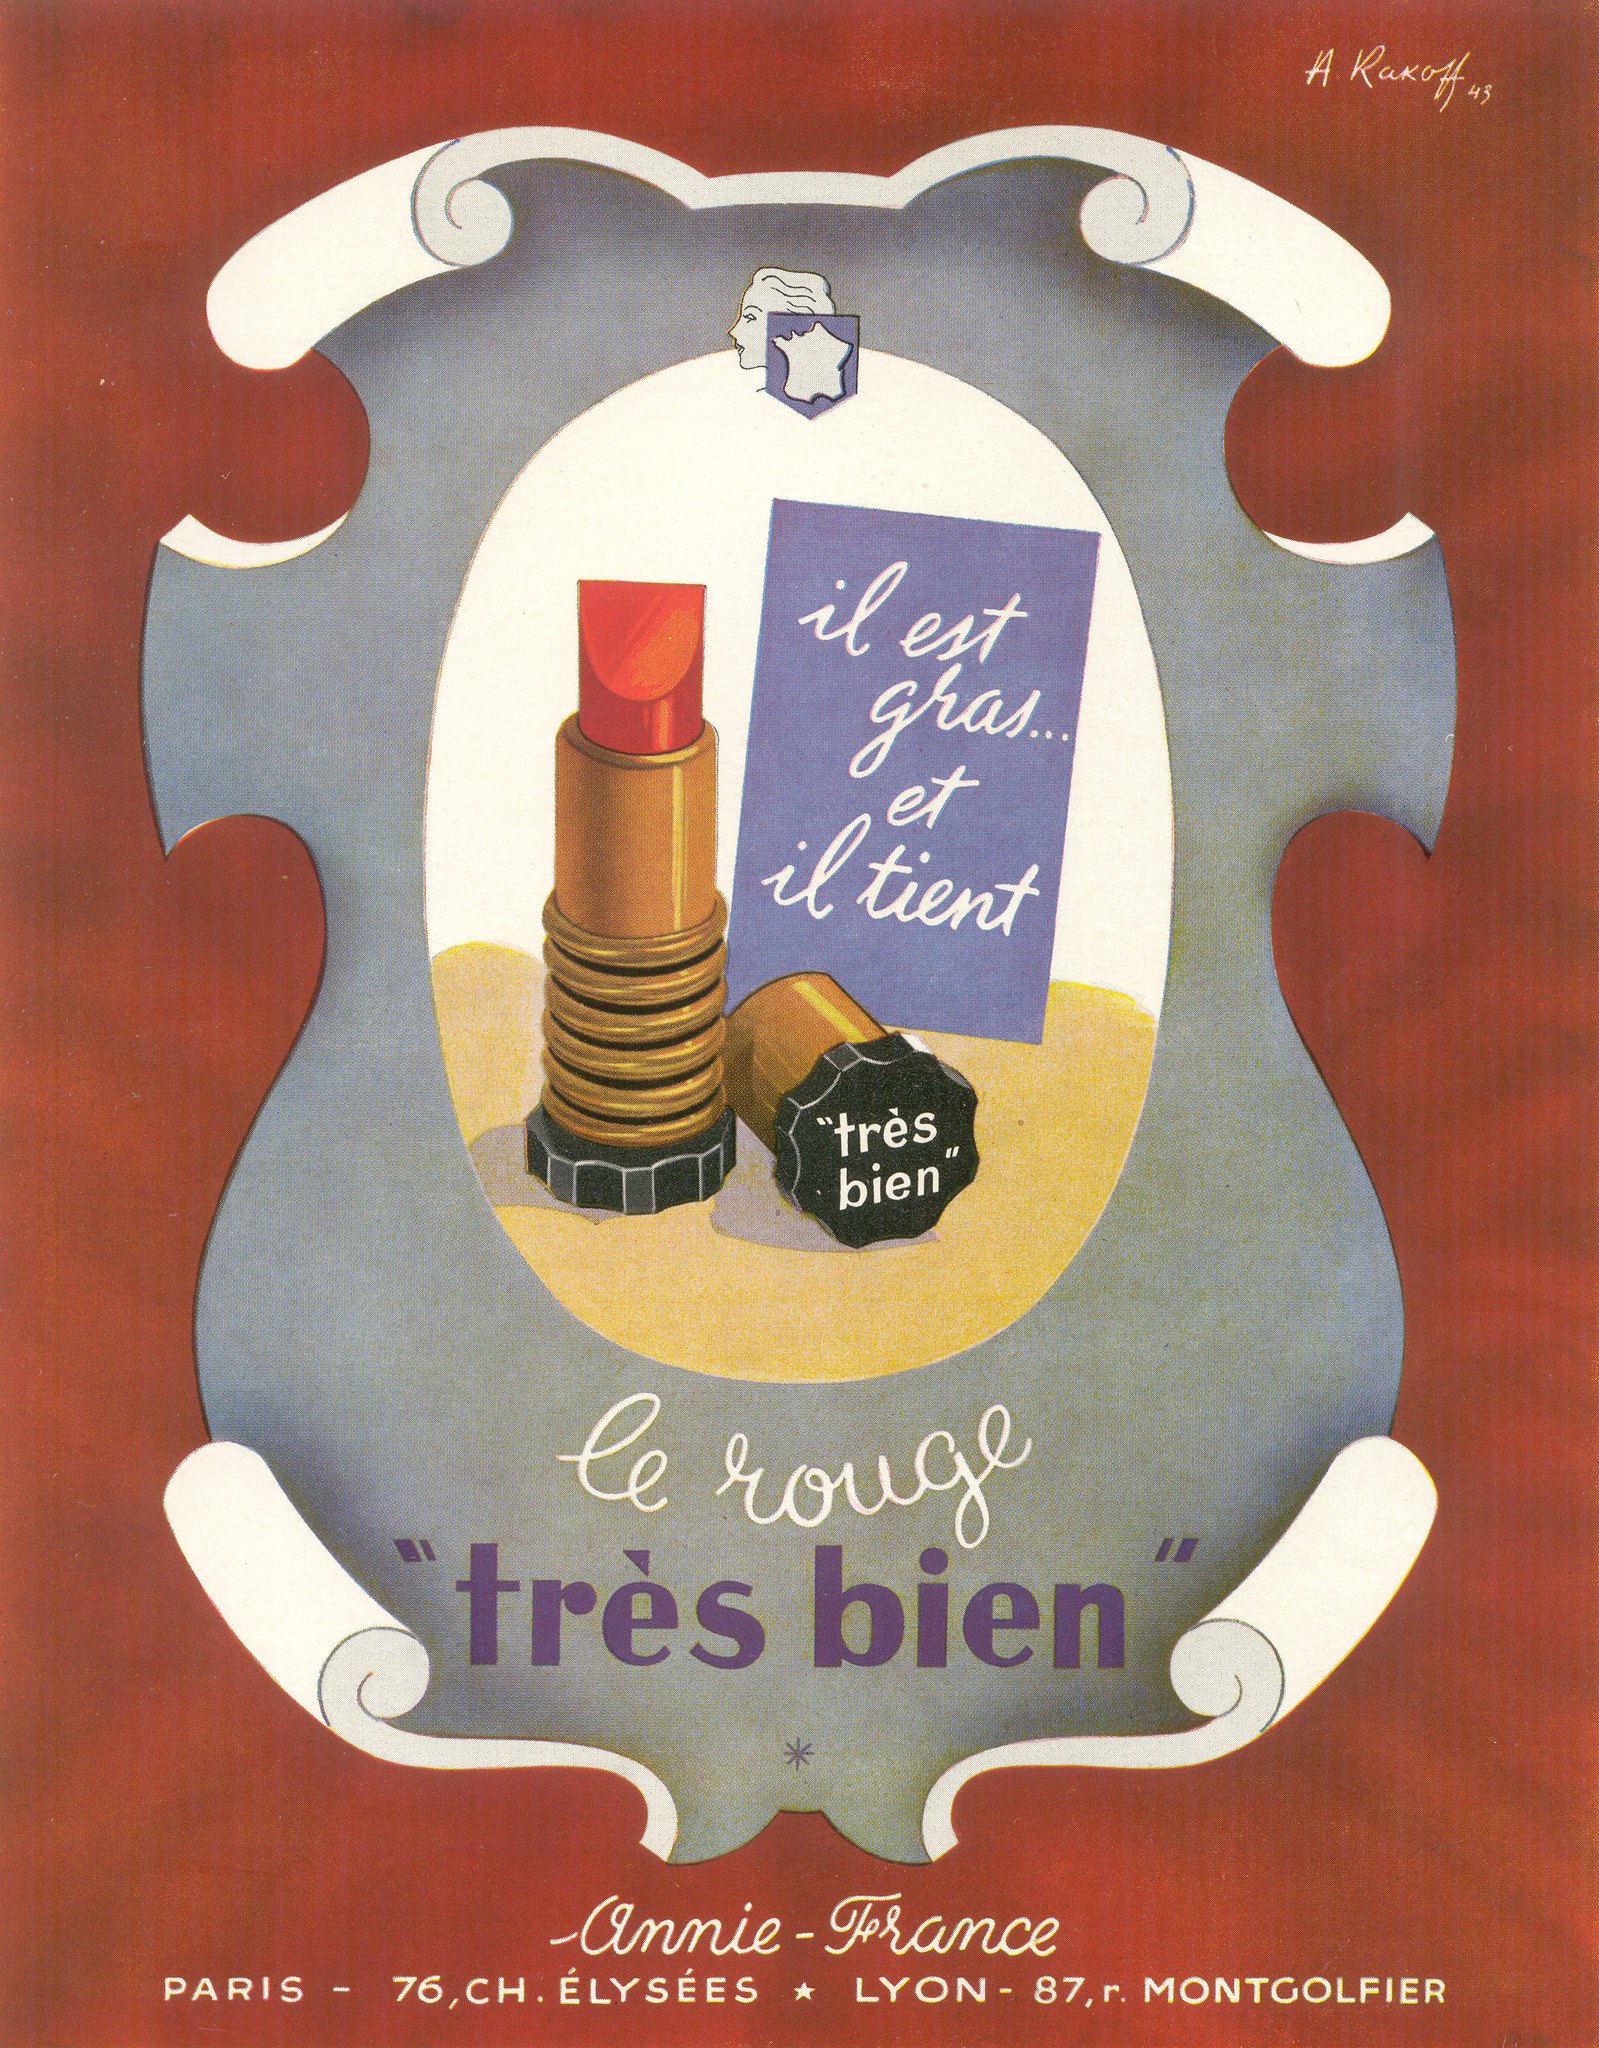 A. Rakoff 43
il est
gras...
et
il tient
"très
bien"
le rouge
"très bien"
Annie-France
PARIS - 76, CH. ÉLYSÉES ★ LYON - 87, r. MONTGOLFIER